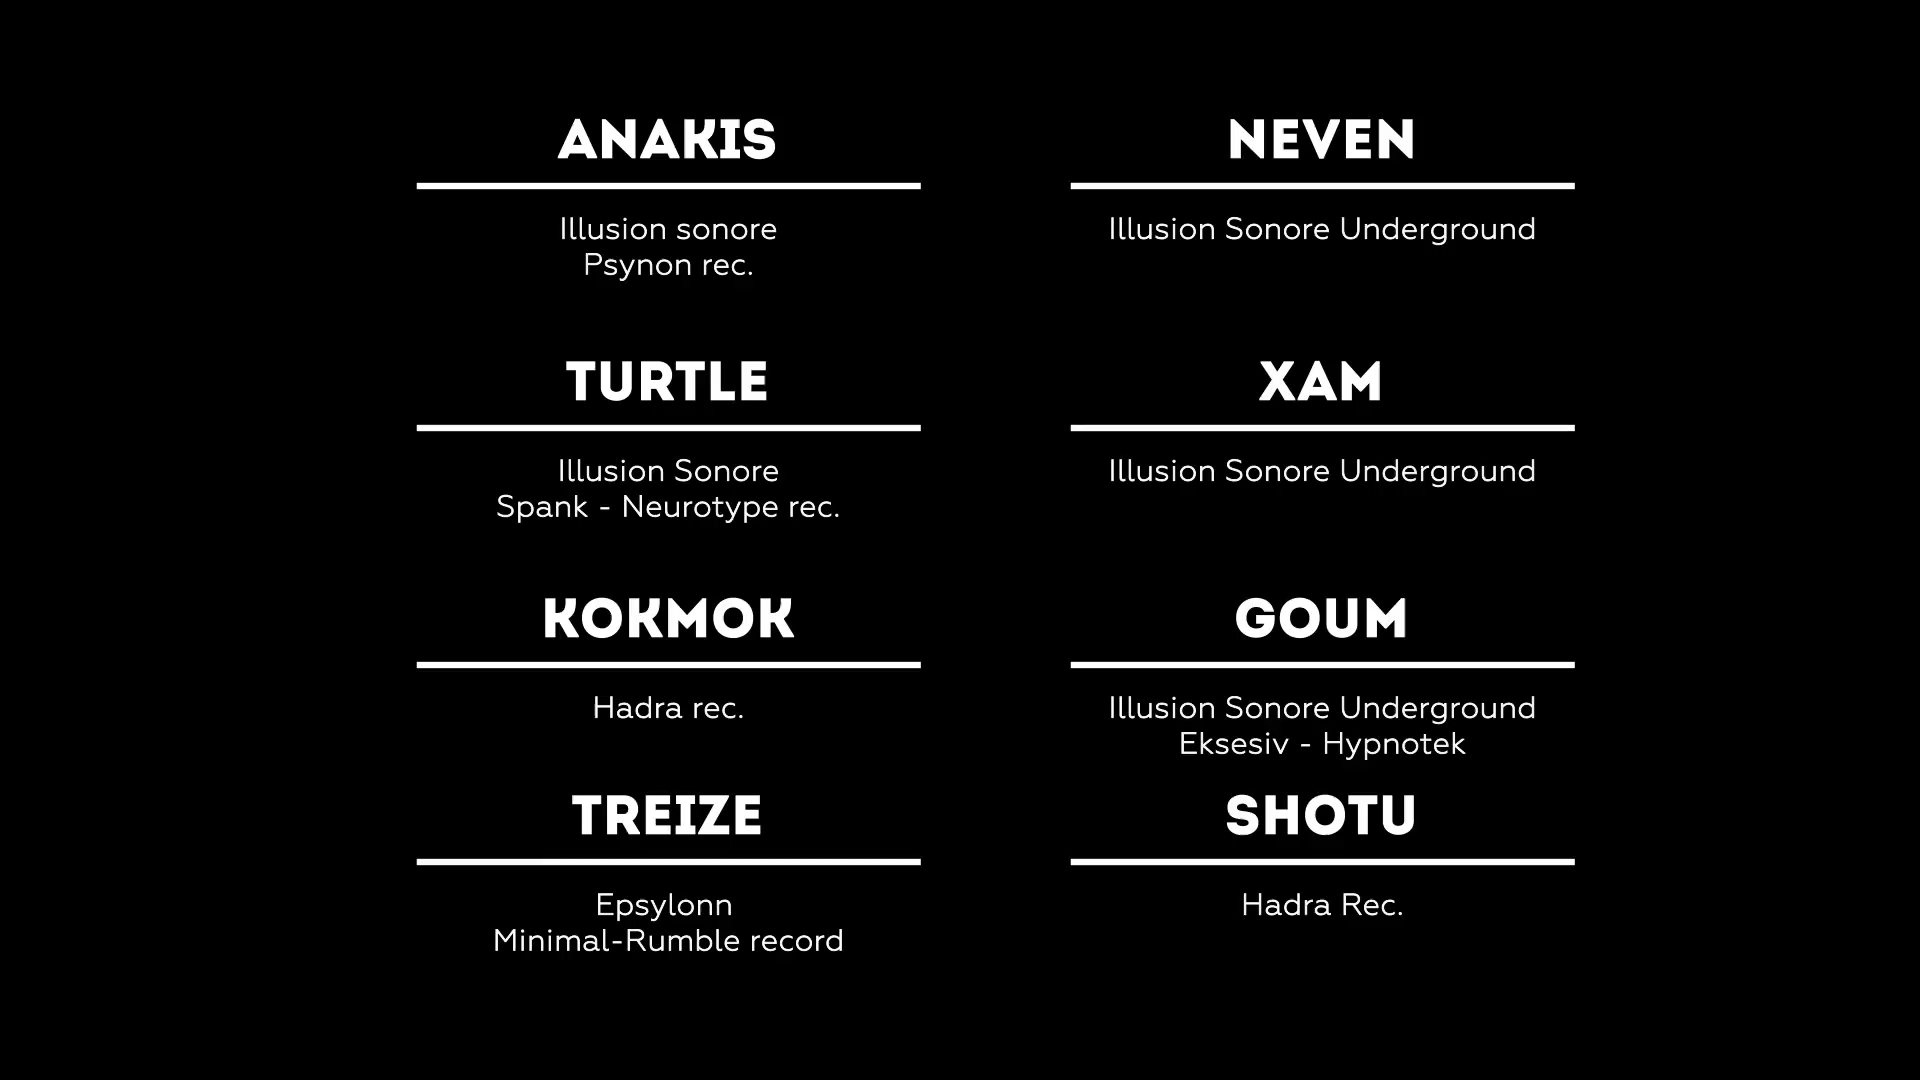 ANAKIS
Illusion sonore
Psynon rec.
NEVEN
Illusion Sonore Underground
TURTLE
Illusion Sonore
Spank - Neurotype rec.
XAM
Illusion Sonore Underground
KOKMOK
Hadra rec.
GOUM
Illusion Sonore Underground
Eksesiv - Hypnotek
TREIZE
Epsylonn
Minimal-Rumble record
SHOTU
Hadra Rec.